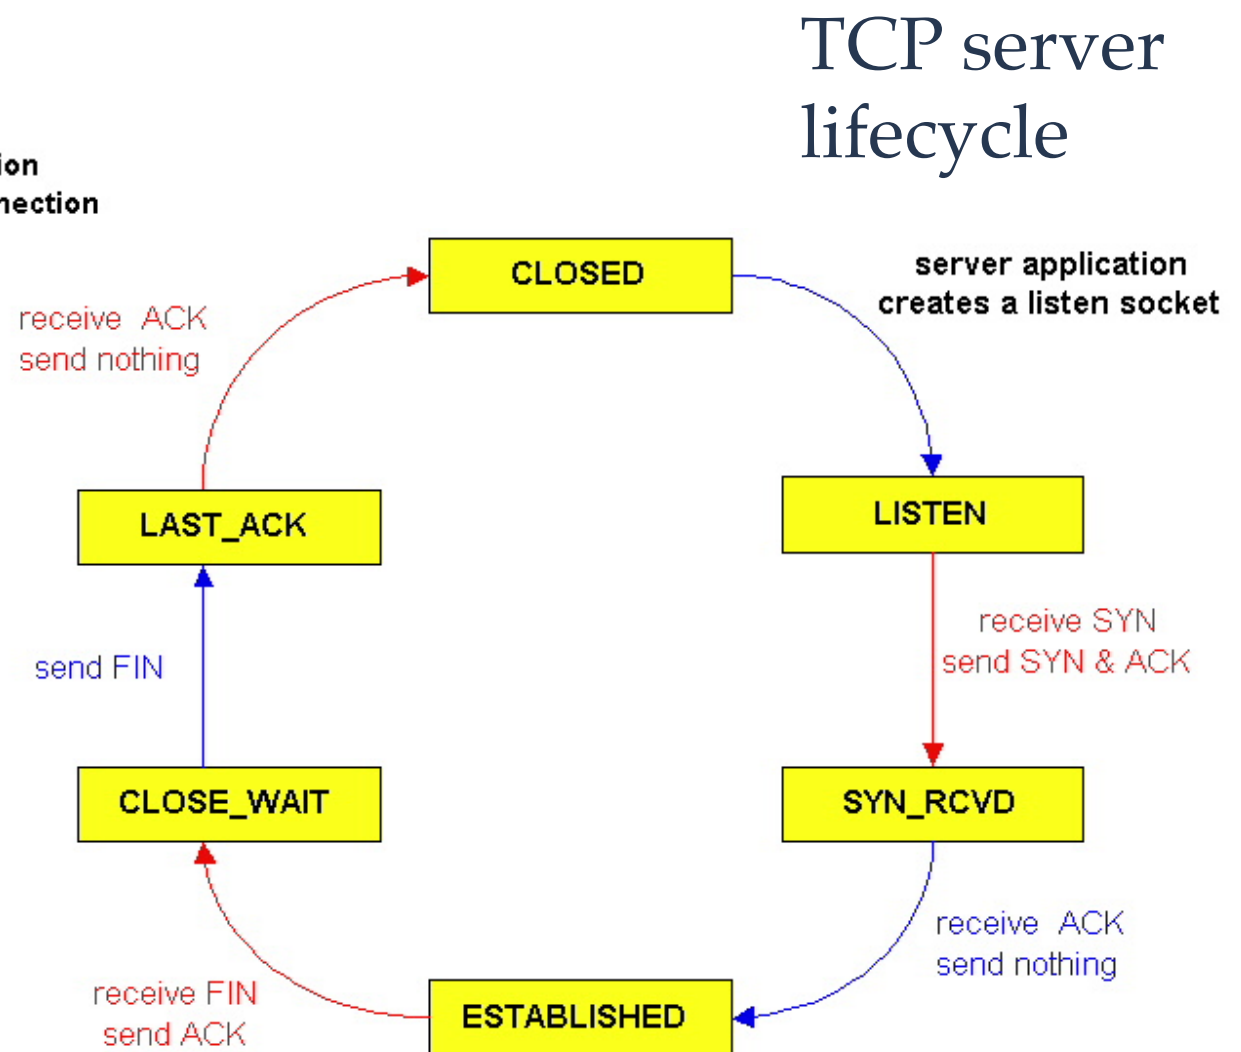 TCP server
lifecycle
CLOSED
server application
creates a listen socket
receive ACK
send nothing
LAST_ACK
LISTEN
receive SYN
send SYN & ACK
send FIN
CLOSE_WAIT
SYN_RCVD
receive ACK
send nothing
receive FIN
send ACK
ESTABLISHED